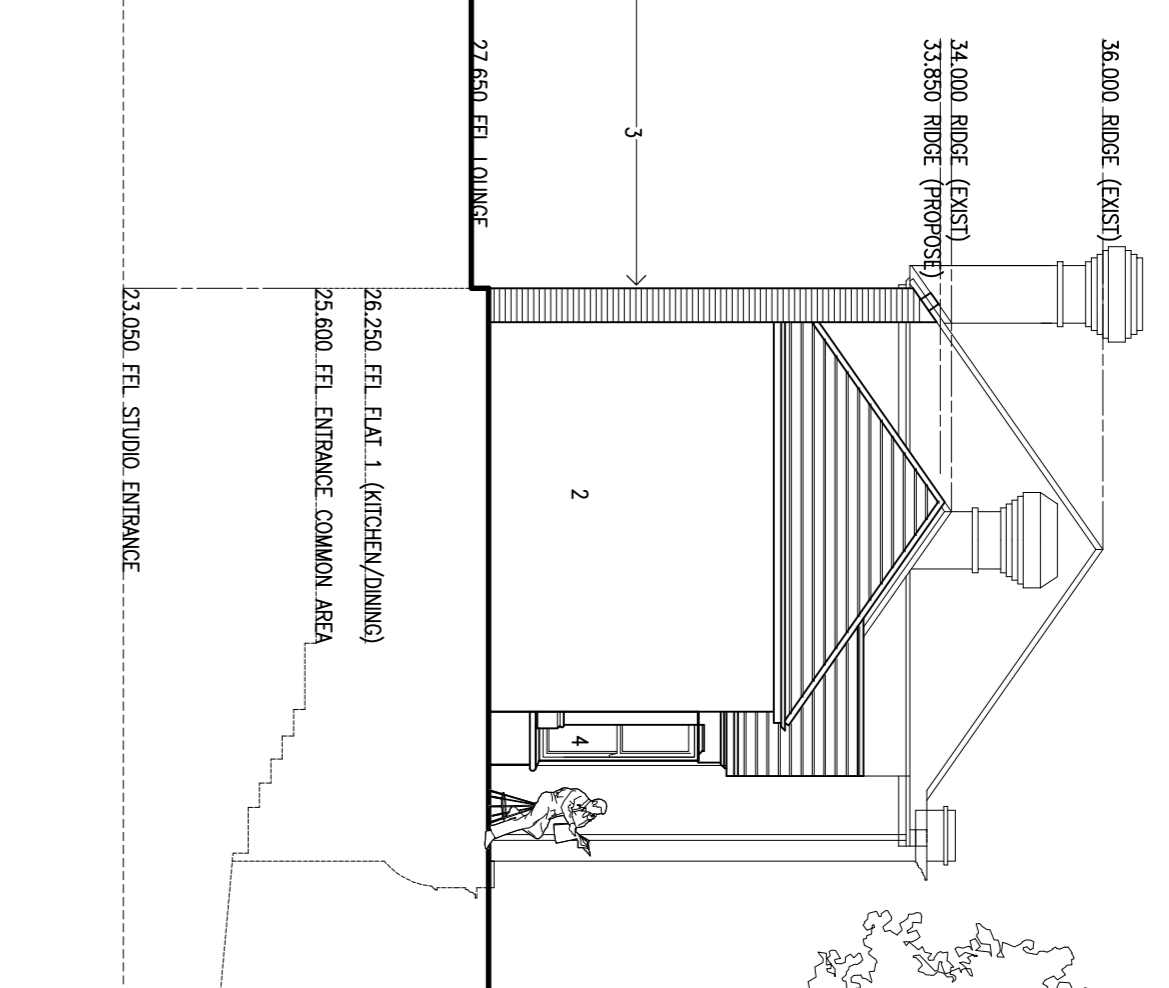 36.000 RIDGE (EXIST)
34.000 RIDGE (EXIST)
33.850 RIDGE (PROPOSE)
3
27.650 FFL LOUNGE
2
4
26.250 FFL FLAT 1 (KITCHEN/DINING)
25.600 FFL ENTRANCE COMMON AREA
23.050 FFL STUDIO ENTRANCE